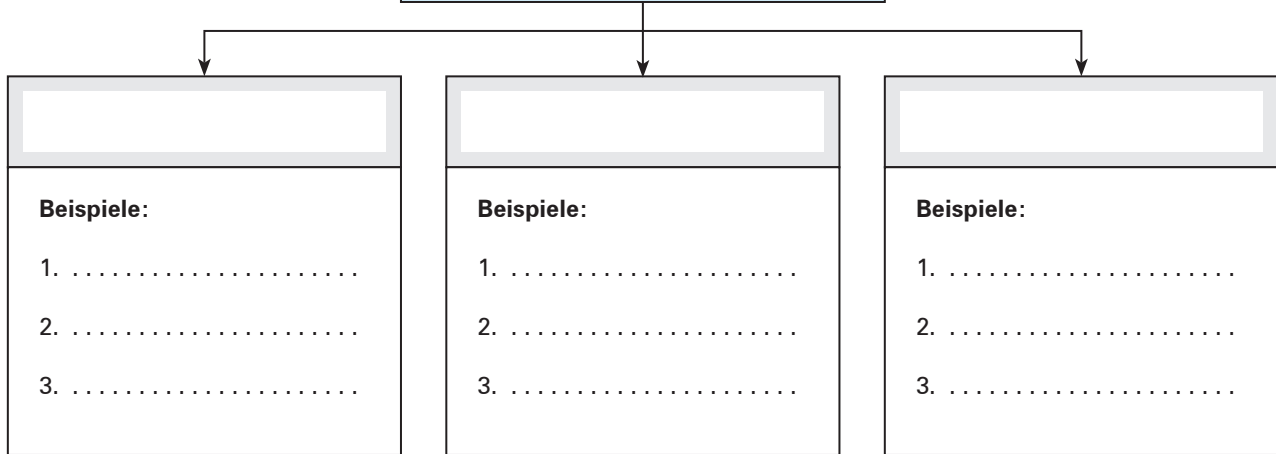 Beispiele:
1. . . . . . . . . . . . . . . . . . . . . . .
2. . . . . . . . . . . . . . . . . . . . . . .
3. . . . . . . . . . . . . . . . . . . . . . .
Beispiele:
1. . . . . . . . . . . . . . . . . . . . . . .
2. . . . . . . . . . . . . . . . . . . . . . .
3. . . . . . . . . . . . . . . . . . . . . . .
Beispiele:
1. . . . . . . . . . . . . . . . . . . . . . .
2. . . . . . . . . . . . . . . . . . . . . . .
3. . . . . . . . . . . . . . . . . . . . . . .